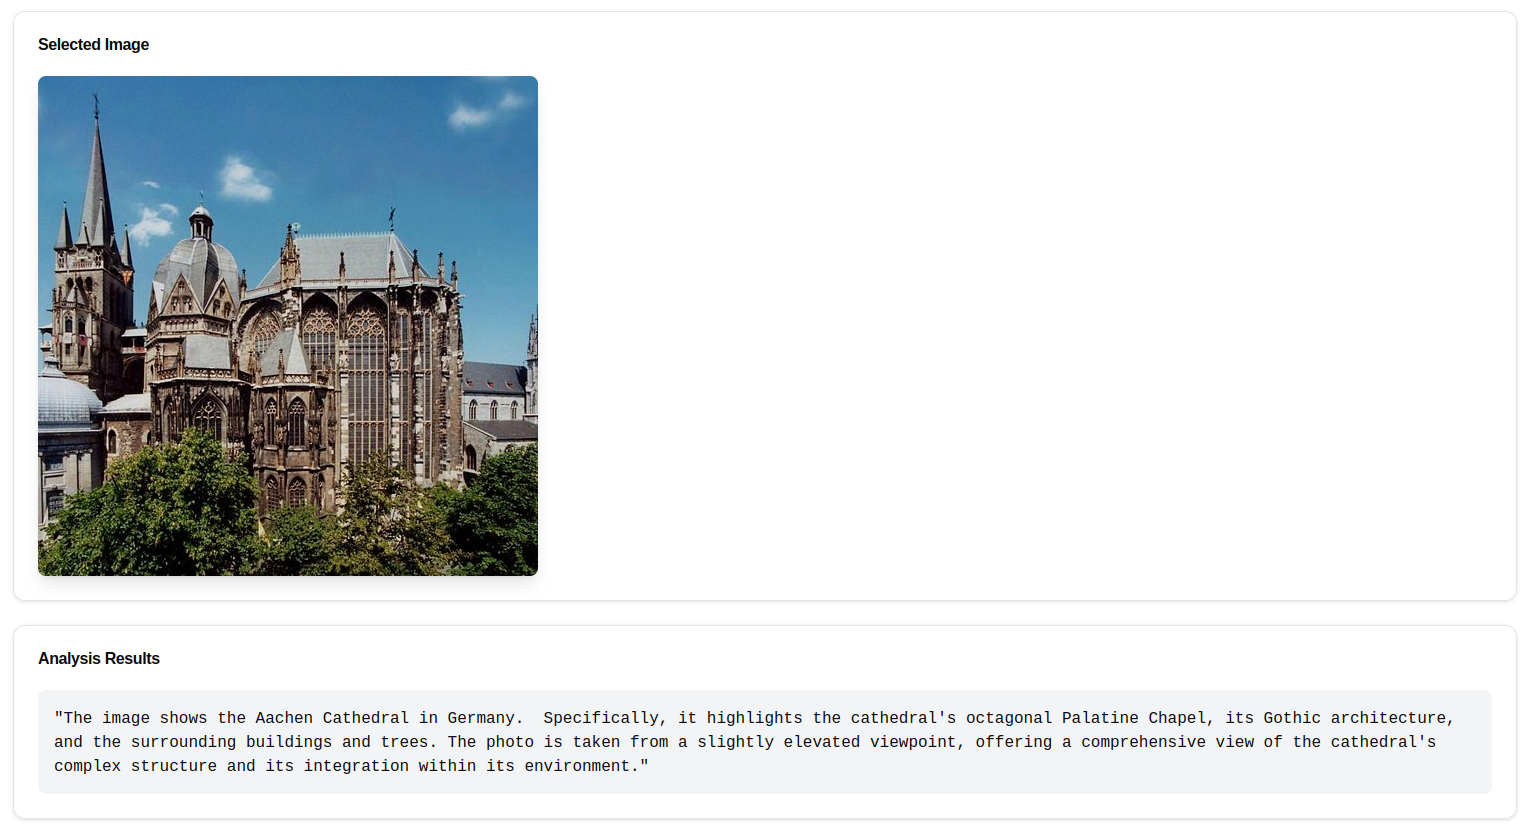 Selected Image
Analysis Results
"The image shows the Aachen Cathedral in Germany.  Specifically, it highlights the cathedral's octagonal Palatine Chapel, its Gothic architecture,
and the surrounding buildings and trees. The photo is taken from a slightly elevated viewpoint, offering a comprehensive view of the cathedral's
complex structure and its integration within its environment."